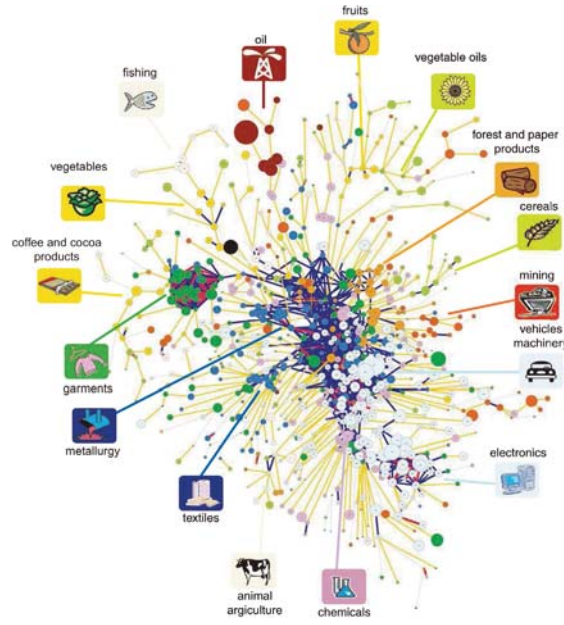 fruits
oil
vegetable oils
fishing
forest and paper
products
vegetables
cereals
coffee and cocoa
products
mining
vehicles
machinery
garments
metallurgy
electronics
textiles
animal
argiculture
chemicals